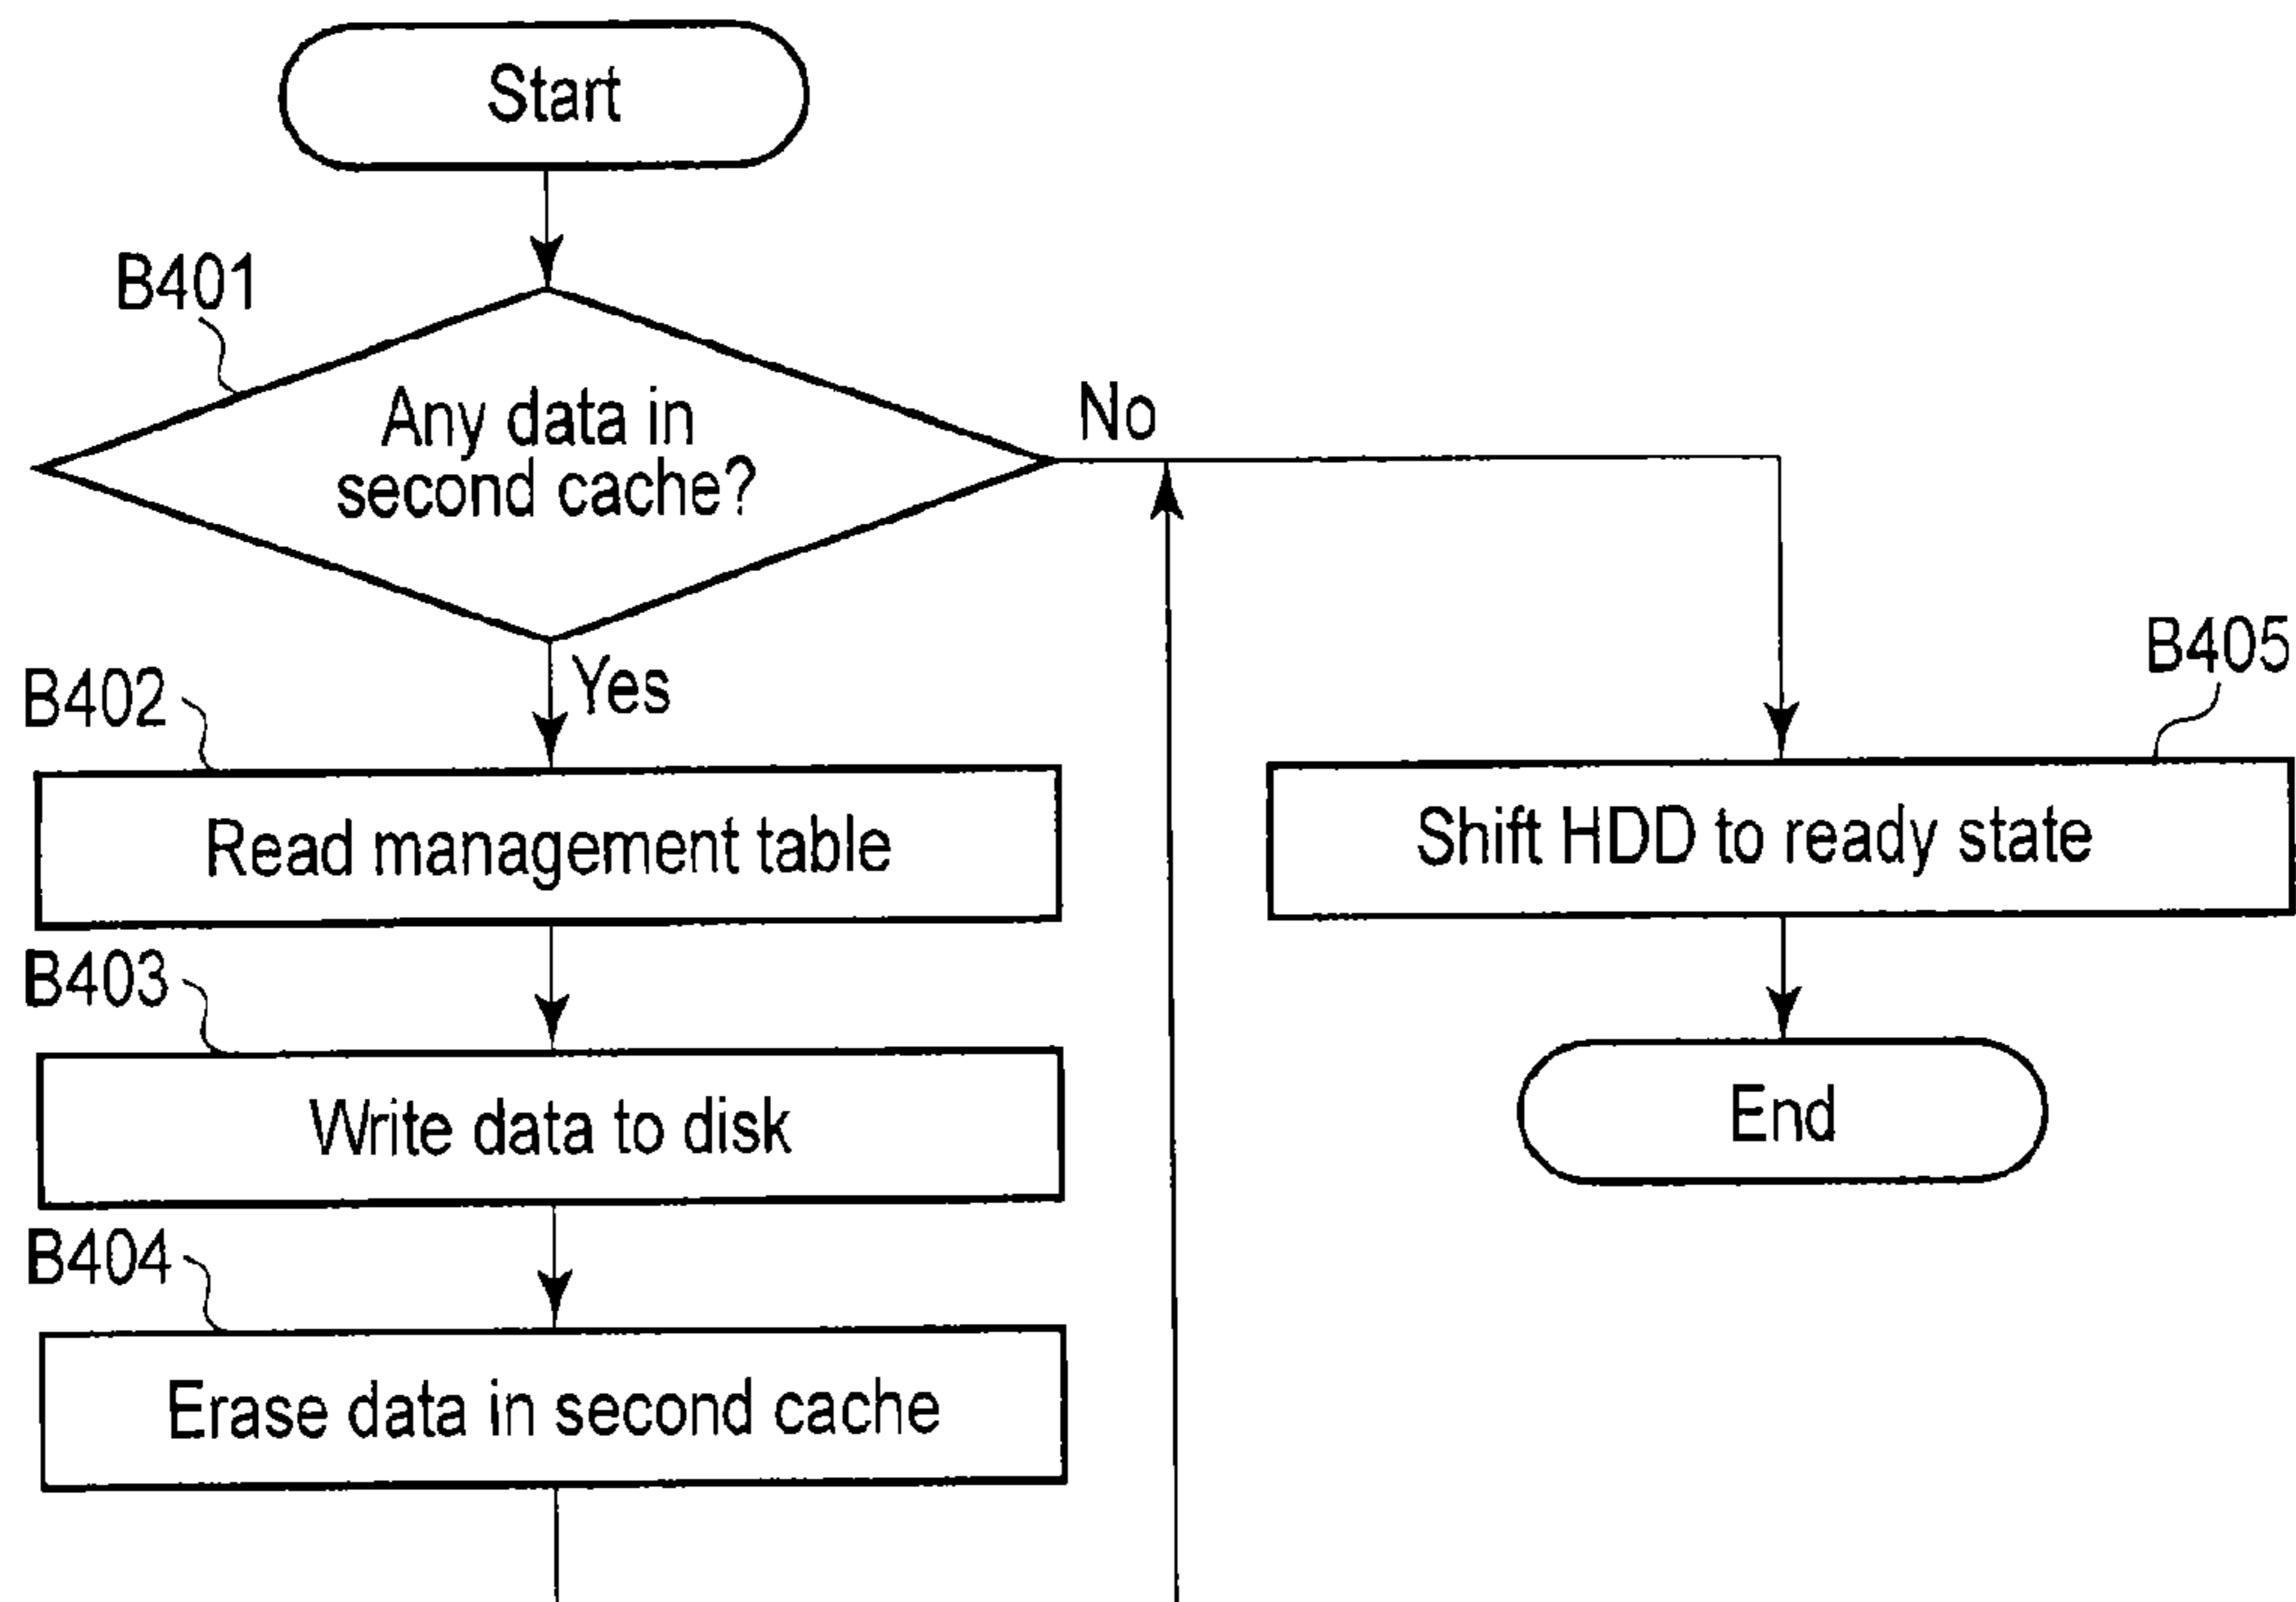 Start
B401
Any data in
second cache?
No
Yes
B402
Read management table
B403
Write data to disk
B404
Erase data in second cache
B405
Shift HDD to ready state
End